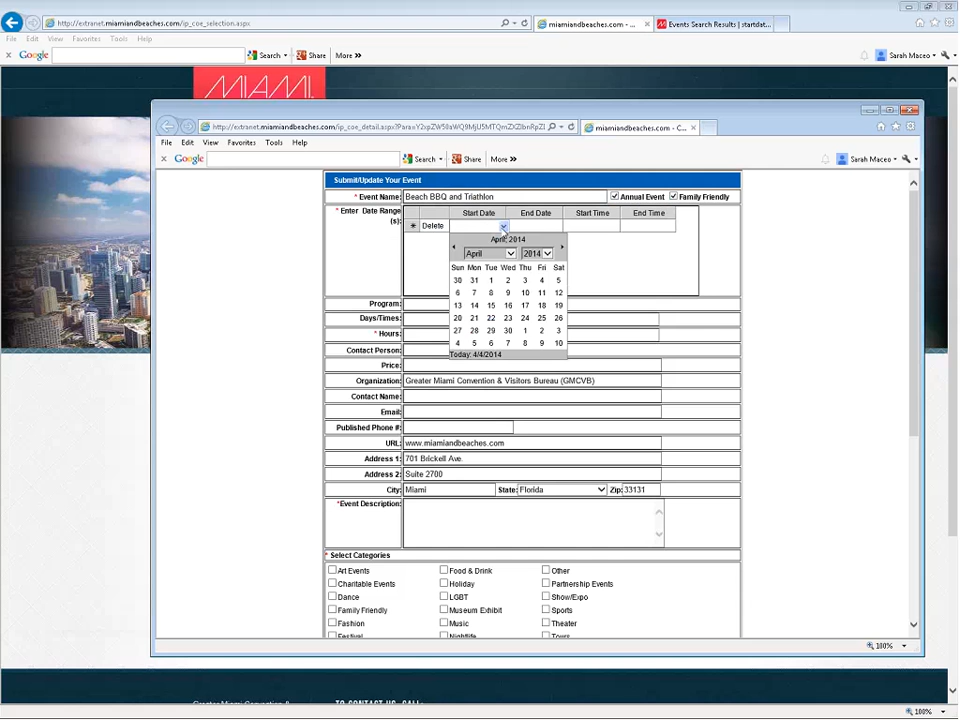 http://extranet.miamiandbeaches.com/ip_coe_selection.aspx
miamiandbeaches.com - ...
Events Search Results | startdat...
File Edit View Favorites Tools Help
Google Search Share More »
Sarah Maceo
MIAMI.
http://extranet.miamiandbeaches.com/ip_coe_detail.aspx?
miamiandbeaches.com - C...
File Edit View Favorites Tools Help
Google Search Share More »
Sarah Maceo
Submit/Update Your Event
* Event Name: Beach BBQ and Triathlon Annual Event Family Friendly
* Enter Date Range (s): Start Date End Date Start Time End Time
Delete
April, 2014
April 2014
Sun Mon Tue Wed Thu Fri Sat
30 31 1 2 3 4 5
6 7 8 9 10 11 12
13 14 15 16 17 18 19
20 21 22 23 24 25 26
27 28 29 30 1 2 3
4 5 6 7 8 9 10
Today: 4/4/2014
Program:
Days/Times:
* Hours:
Contact Person:
Price:
Organization: Greater Miami Convention & Visitors Bureau (GMCVB)
Contact Name:
Email:
Published Phone #:
URL: www.miamiandbeaches.com
Address 1: 701 Brickell Ave.
Address 2: Suite 2700
City: Miami State: Florida Zip: 33131
*Event Description:
* Select Categories
Art Events Food & Drink Other
Charitable Events Holiday Partnership Events
Dance LGBT Show/Expo
Family Friendly Museum Exhibit Sports
Fashion Music Theater
Festival Nightlife Tours
100%
Greater Miami Convention &
TO CONTACT US, CALL:
100%